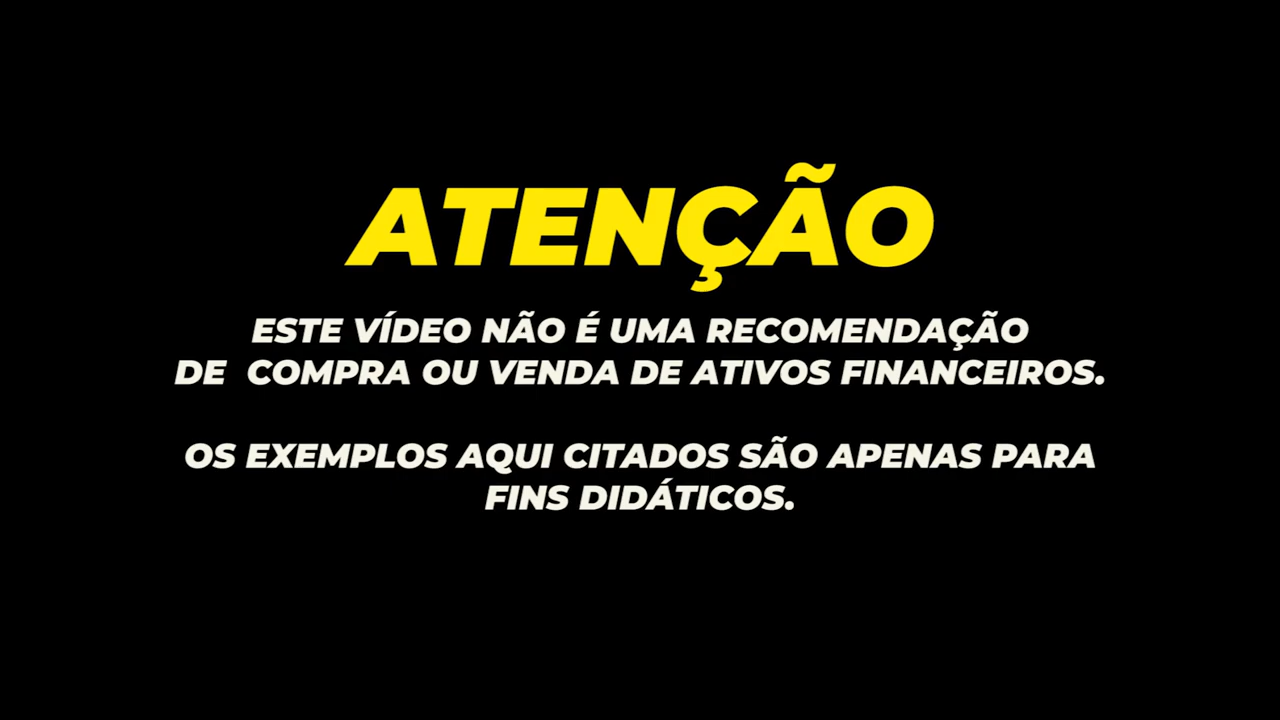 ATENÇÃO
ESTE VÍDEO NÃO É UMA RECOMENDAÇÃO
DE COMPRA OU VENDA DE ATIVOS FINANCEIROS.
OS EXEMPLOS AQUI CITADOS SÃO APENAS PARA
FINS DIDÁTICOS.